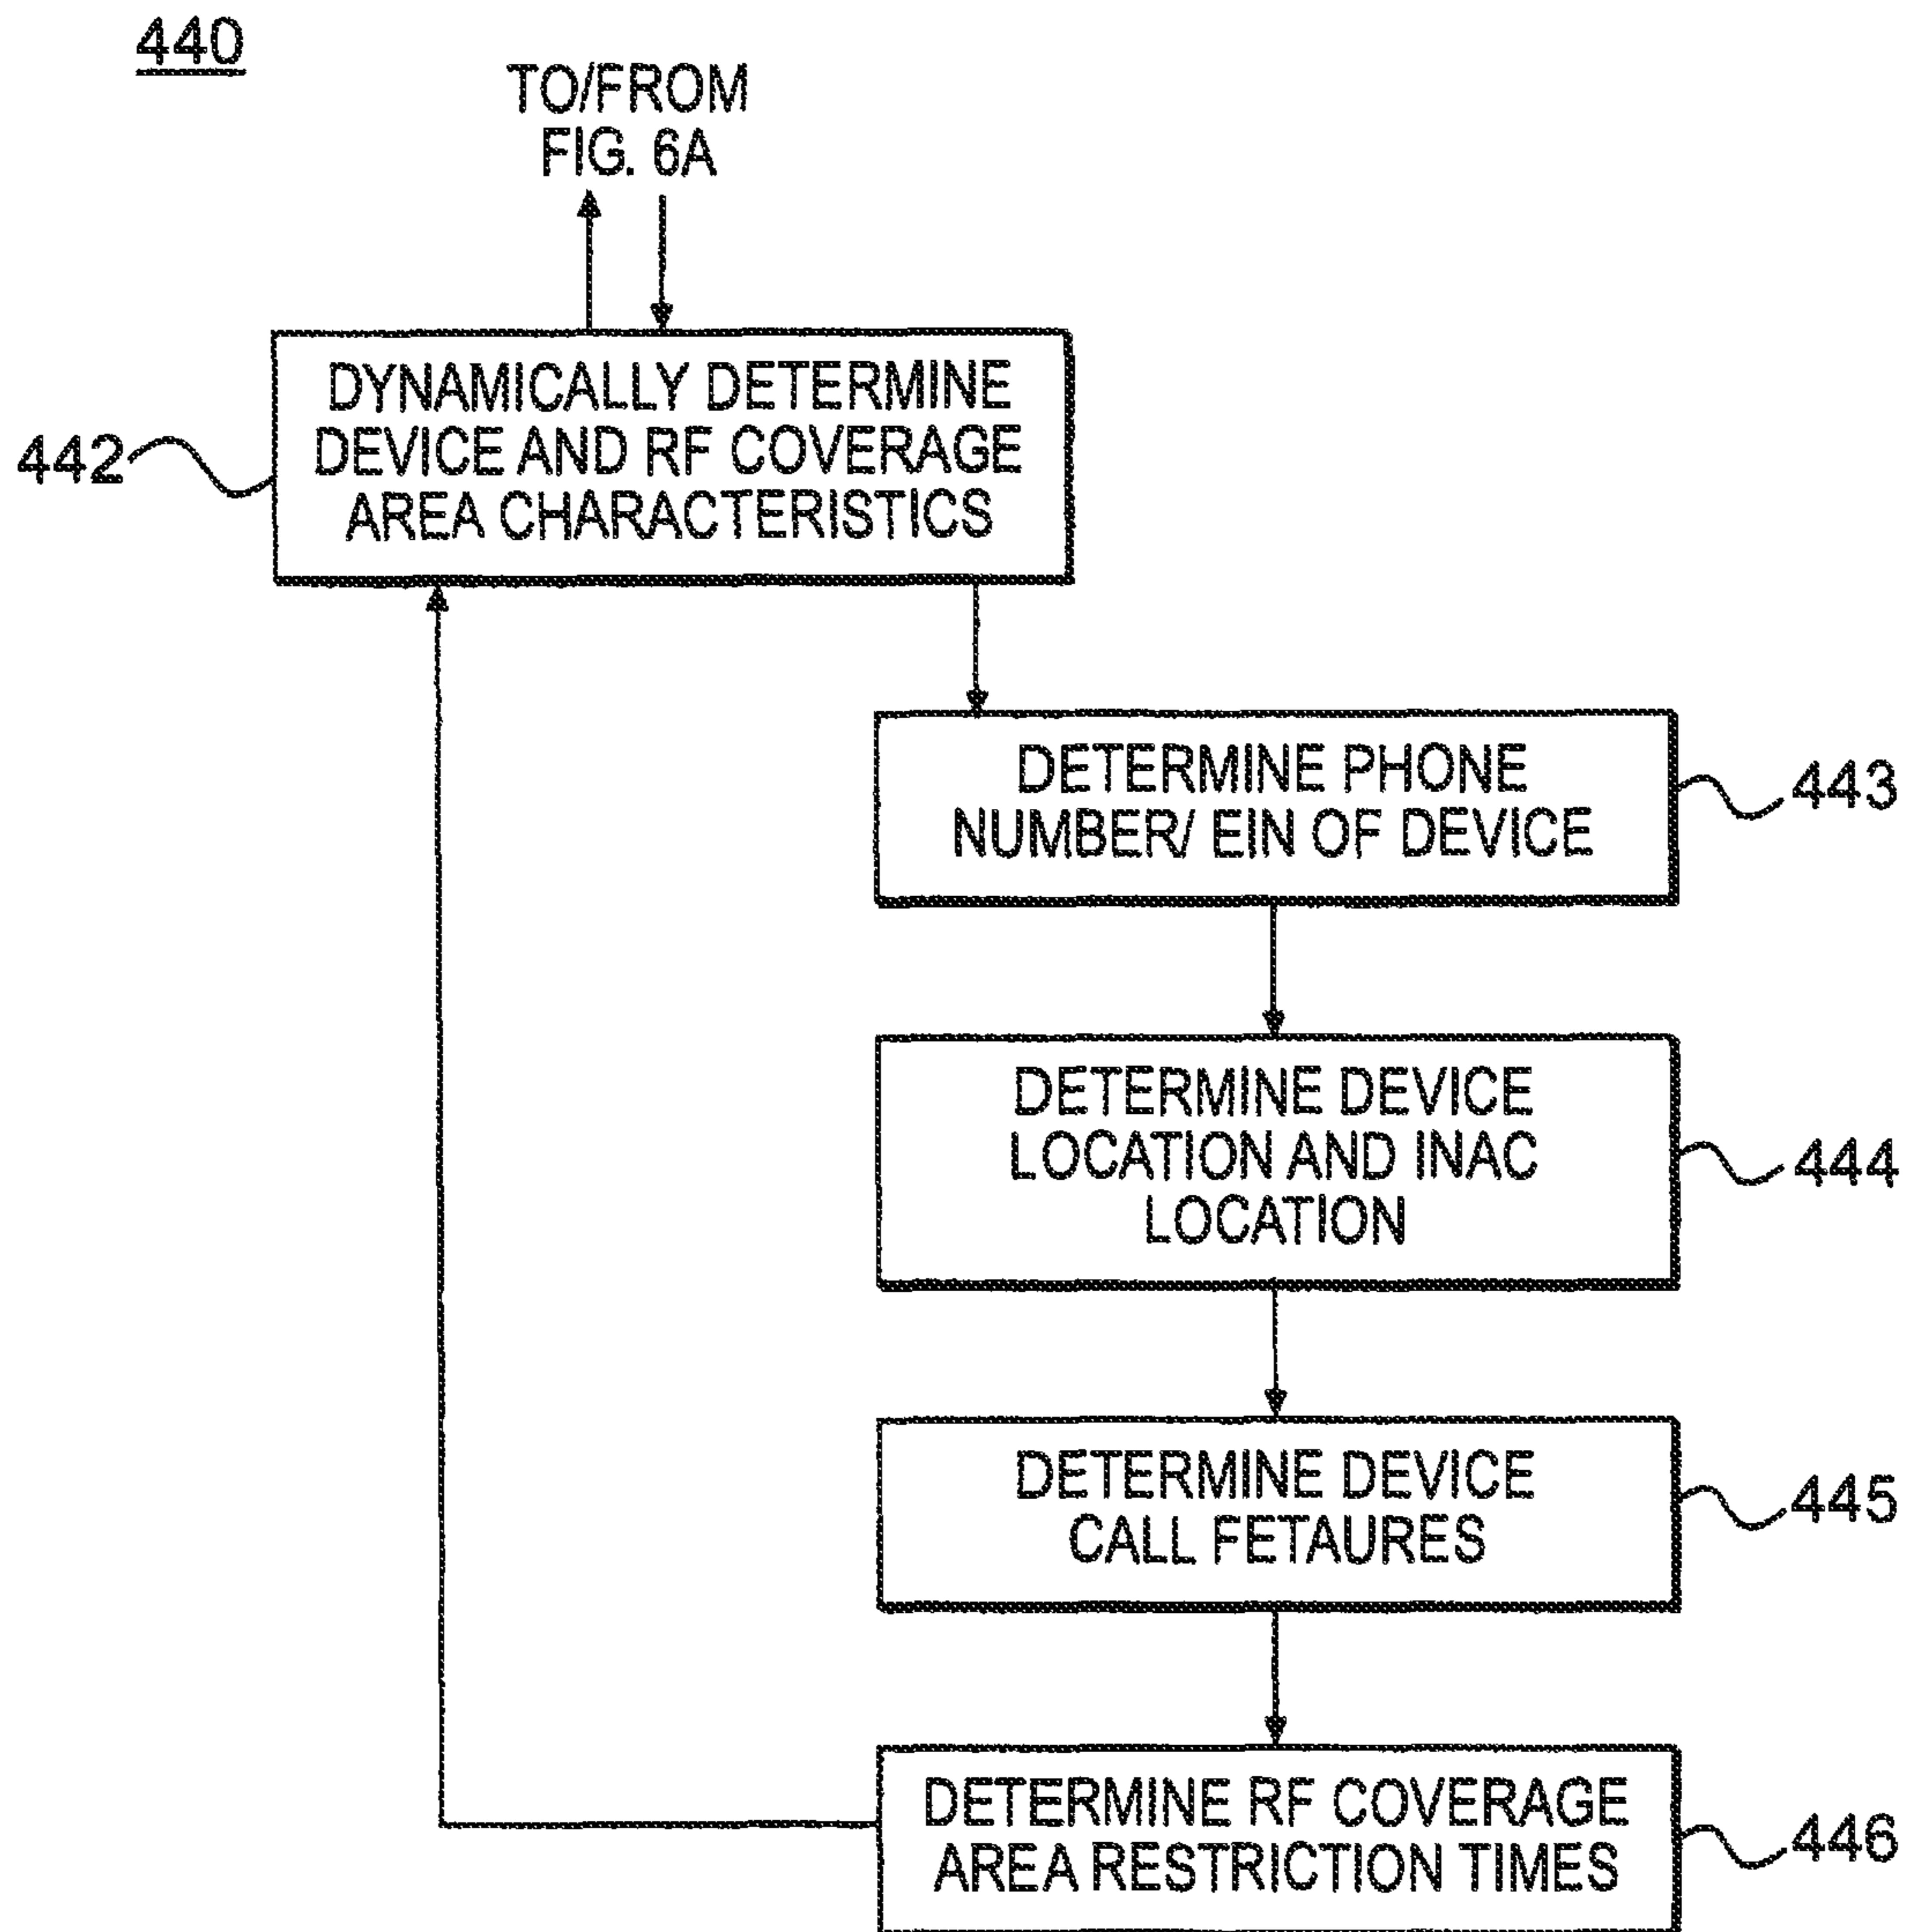 440
TO/FROM
FIG. 6A
DYNAMICALLY DETERMINE
DEVICE AND RF COVERAGE
AREA CHARACTERISTICS
442
DETERMINE PHONE
NUMBER/ EIN OF DEVICE
443
DETERMINE DEVICE
LOCATION AND INAC
LOCATION
444
DETERMINE DEVICE
CALL FETAURES
445
DETERMINE RF COVERAGE
AREA RESTRICTION TIMES
446